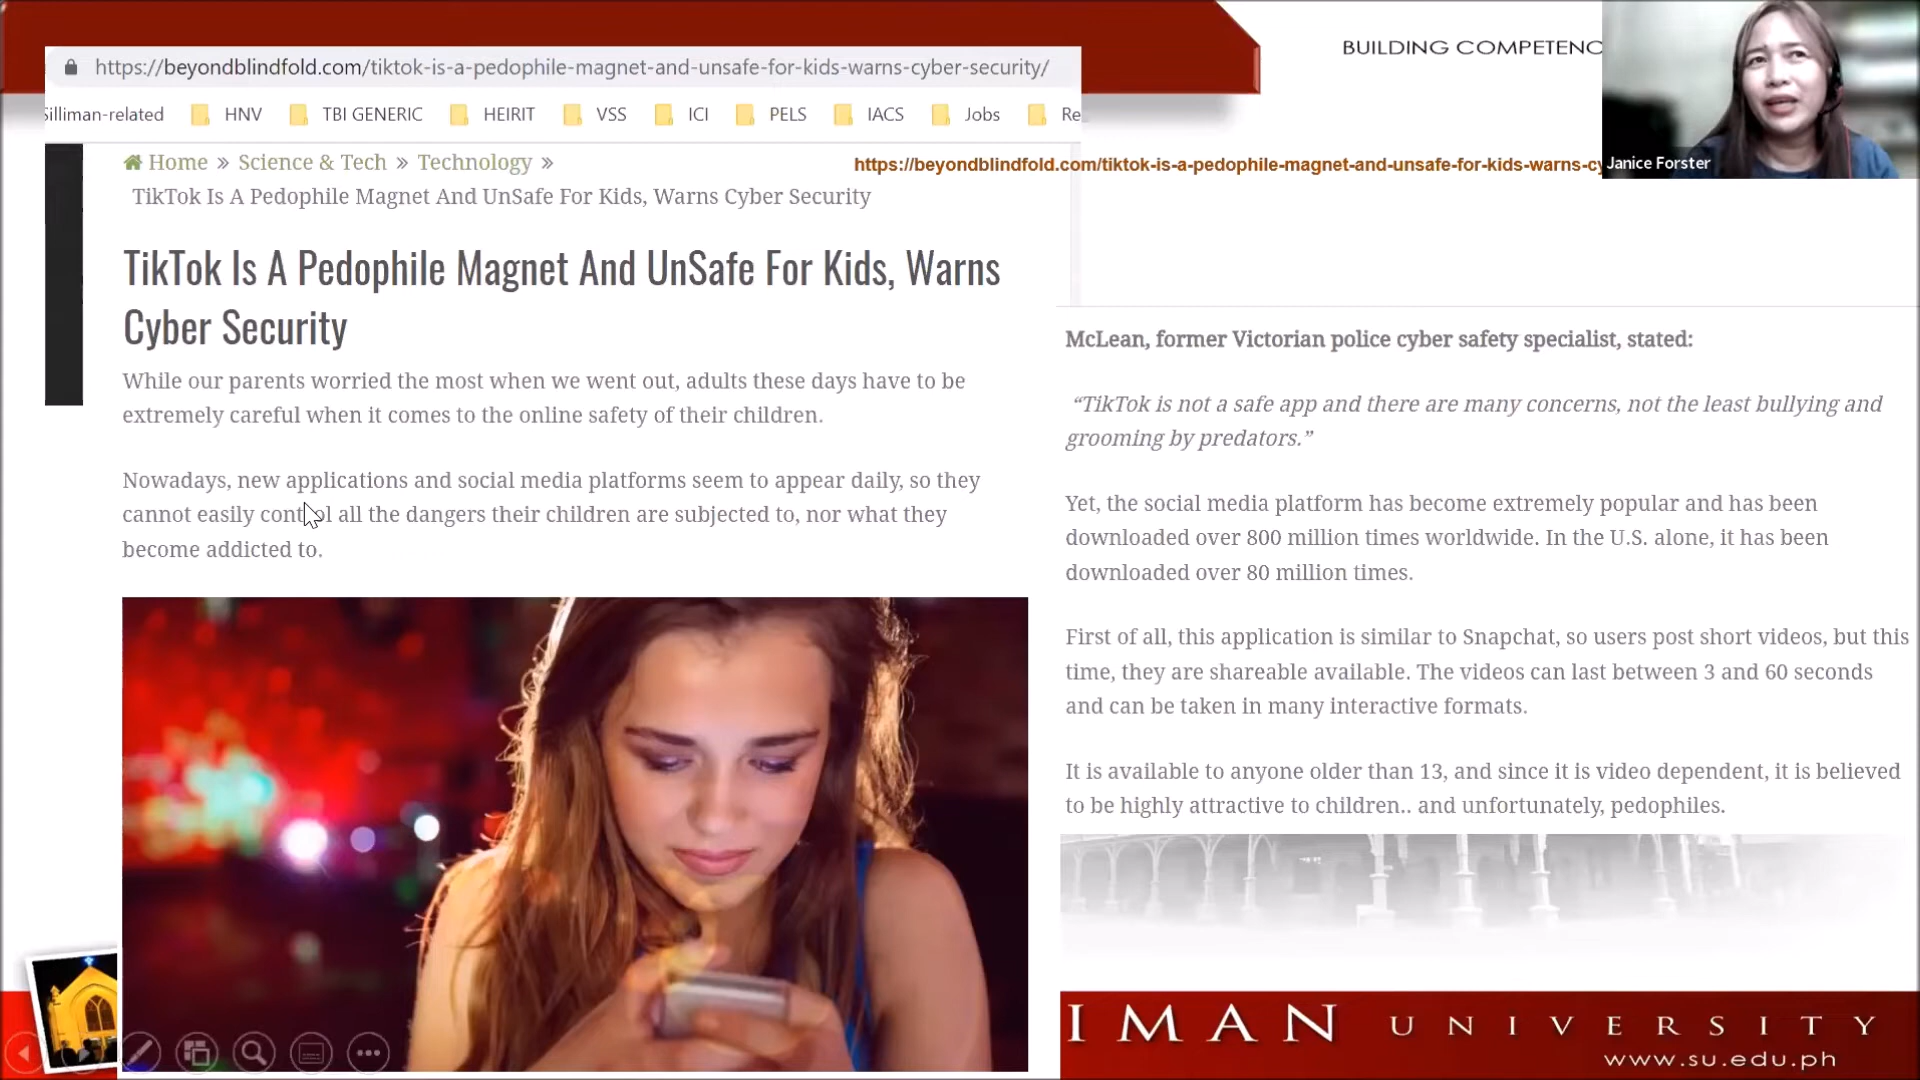 BUILDING COMPETENC
https://beyondblindfold.com/tiktok-is-a-pedophile-magnet-and-unsafe-for-kids-warns-cyber-security/
Silliman-related HNV TBI GENERIC HEIRIT VSS ICI PELS IACS Jobs Re
Home » Science & Tech » Technology »
TikTok Is A Pedophile Magnet And UnSafe For Kids, Warns Cyber Security
https://beyondblindfold.com/tiktok-is-a-pedophile-magnet-and-unsafe-for-kids-warns-cy
Janice Forster
TikTok Is A Pedophile Magnet And UnSafe For Kids, Warns
Cyber Security
While our parents worried the most when we went out, adults these days have to be
extremely careful when it comes to the online safety of their children.
Nowadays, new applications and social media platforms seem to appear daily, so they
cannot easily control all the dangers their children are subjected to, nor what they
become addicted to.
McLean, former Victorian police cyber safety specialist, stated:
“TikTok is not a safe app and there are many concerns, not the least bullying and
grooming by predators.”
Yet, the social media platform has become extremely popular and has been
downloaded over 800 million times worldwide. In the U.S. alone, it has been
downloaded over 80 million times.
First of all, this application is similar to Snapchat, so users post short videos, but this
time, they are shareable available. The videos can last between 3 and 60 seconds
and can be taken in many interactive formats.
It is available to anyone older than 13, and since it is video dependent, it is believed
to be highly attractive to children.. and unfortunately, pedophiles.
IMAN UNIVERSITY
www.su.edu.ph